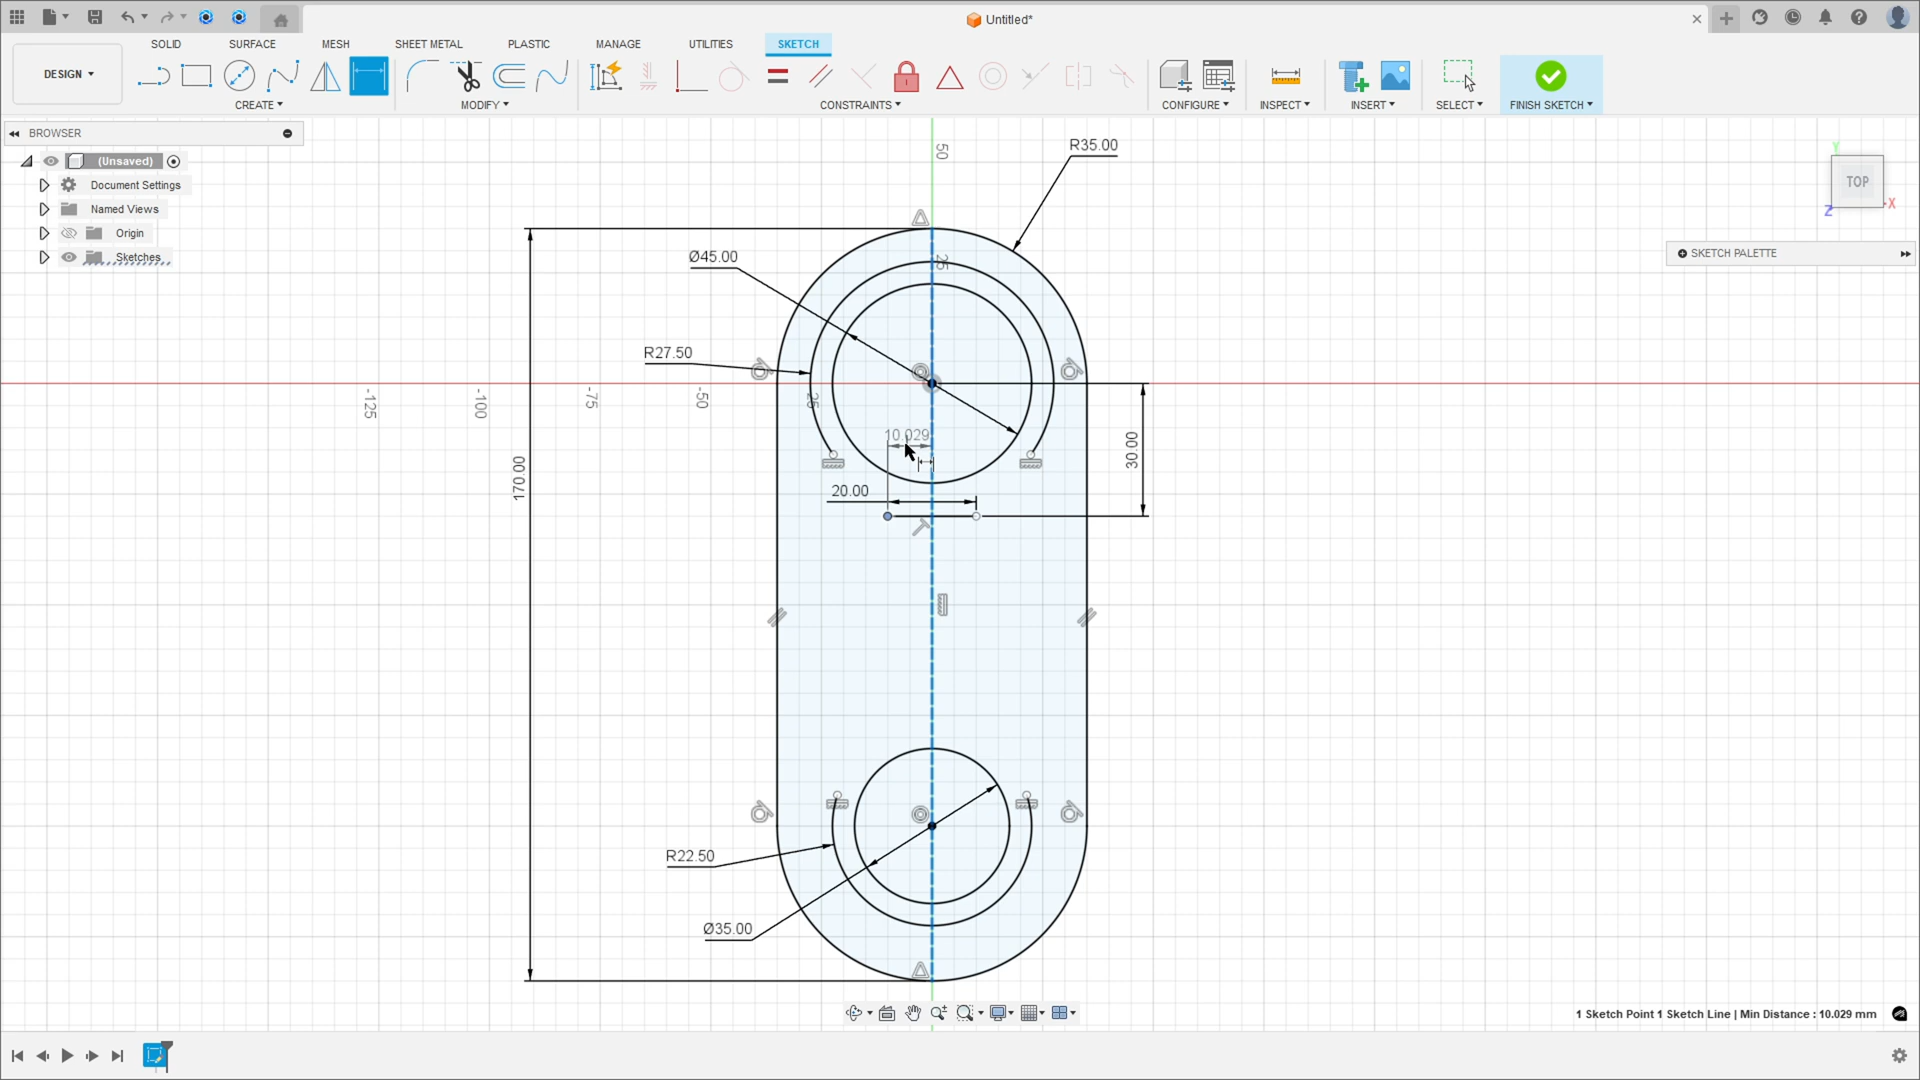 Untitled*
SOLID
SURFACE
MESH
SHEET METAL
PLASTIC
MANAGE
UTILITIES
SKETCH
DESIGN
CREATE
MODIFY
CONSTRAINTS
CONFIGURE
INSPECT
INSERT
SELECT
FINISH SKETCH
BROWSER
(Unsaved)
Document Settings
Named Views
Origin
Sketches
TOP
Y
X
Z
SKETCH PALETTE
50
R35.00
Ø45.00
25
R27.50
-125
-100
-75
-50
25
10.029
30.00
170.00
20.00
R22.50
Ø35.00
1 Sketch Point 1 Sketch Line | Min Distance : 10.029 mm